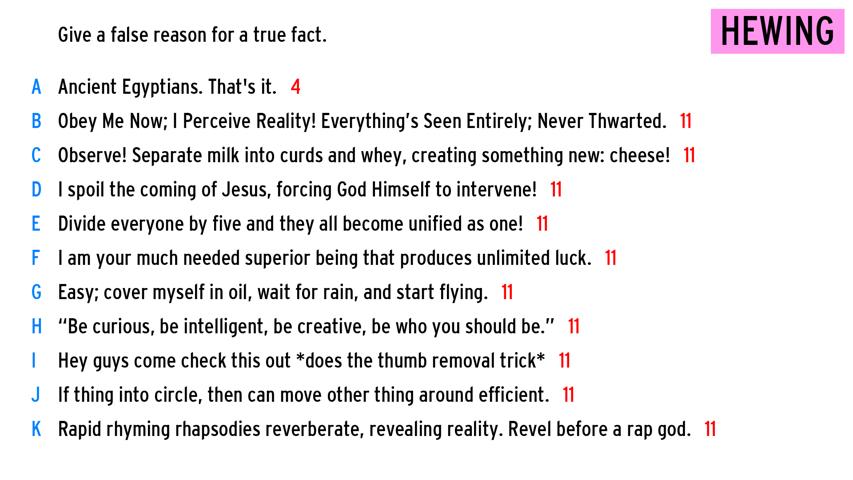 Give a false reason for a true fact.
HEWING
A Ancient Egyptians. That's it. 4
B Obey Me Now; I Perceive Reality! Everything’s Seen Entirely; Never Thwarted. 11
C Observe! Separate milk into curds and whey, creating something new: cheese! 11
D I spoil the coming of Jesus, forcing God Himself to intervene! 11
E Divide everyone by five and they all become unified as one! 11
F I am your much needed superior being that produces unlimited luck. 11
G Easy; cover myself in oil, wait for rain, and start flying. 11
H “Be curious, be intelligent, be creative, be who you should be.” 11
I Hey guys come check this out *does the thumb removal trick* 11
J If thing into circle, then can move other thing around efficient. 11
K Rapid rhyming rhapsodies reverberate, revealing reality. Revel before a rap god. 11